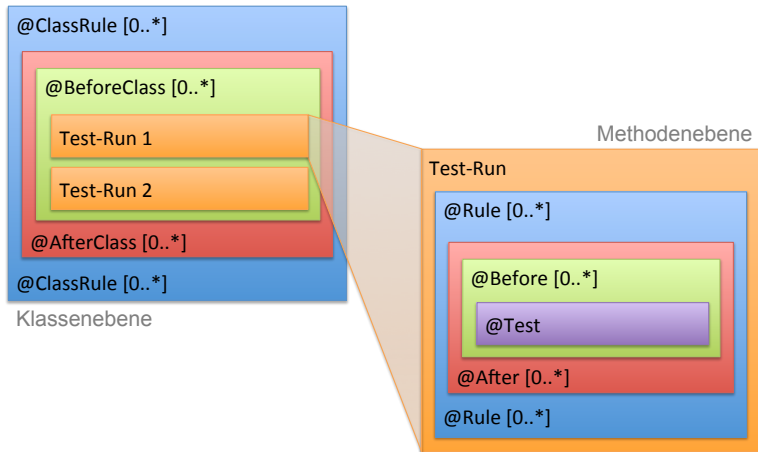 @ClassRule [0..*]
@BeforeClass [0..*]
Test-Run 1
Test-Run 2
@AfterClass [0..*]
@ClassRule [0..*]
Klassenebene
Methodenebene
Test-Run
@Rule [0..*]
@Before [0..*]
@Test
@After [0..*]
@Rule [0..*]